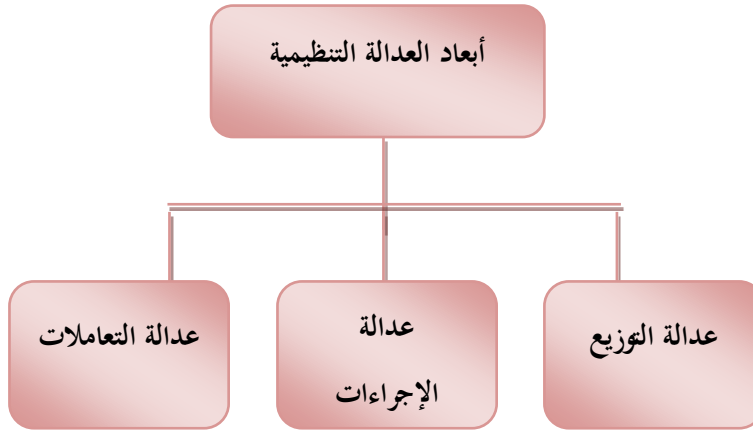 أبعاد العدالة التنظيمية
عدالة التوزيع
عدالة
الإجراءات
عدالة التعاملات